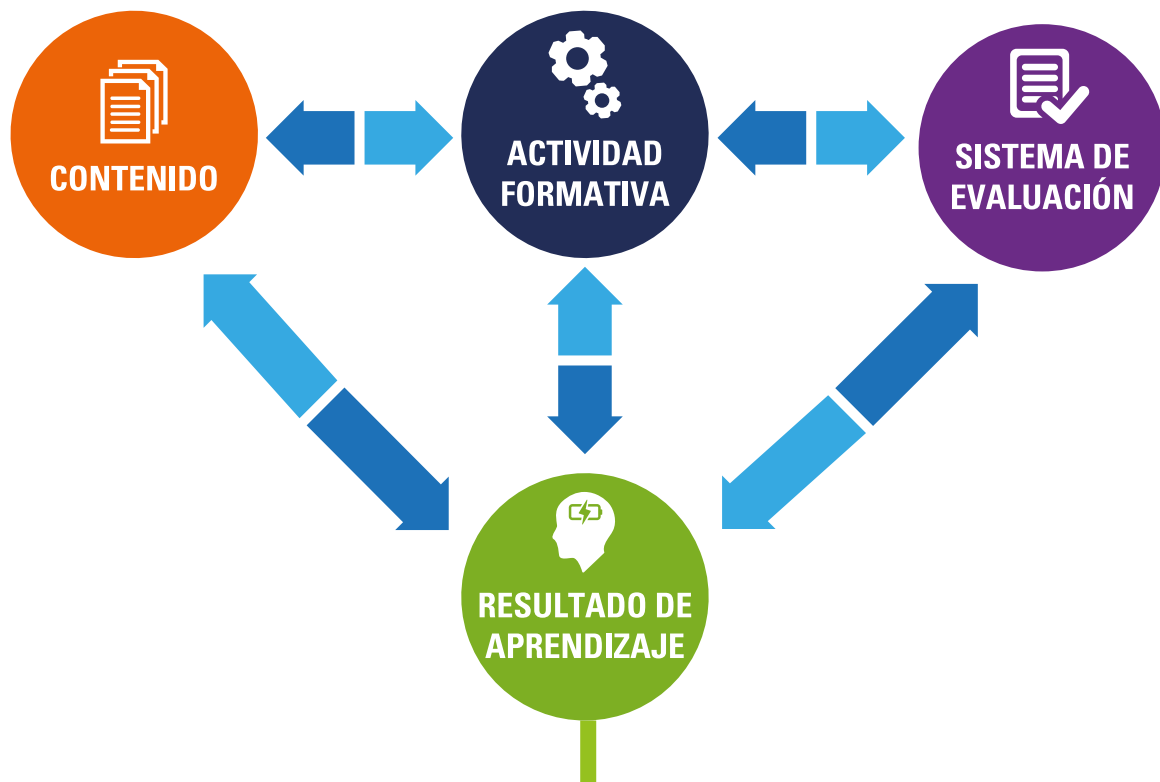 CONTENIDO
ACTIVIDAD
FORMATIVA
SISTEMA DE
EVALUACIÓN
RESULTADO DE
APRENDIZAJE